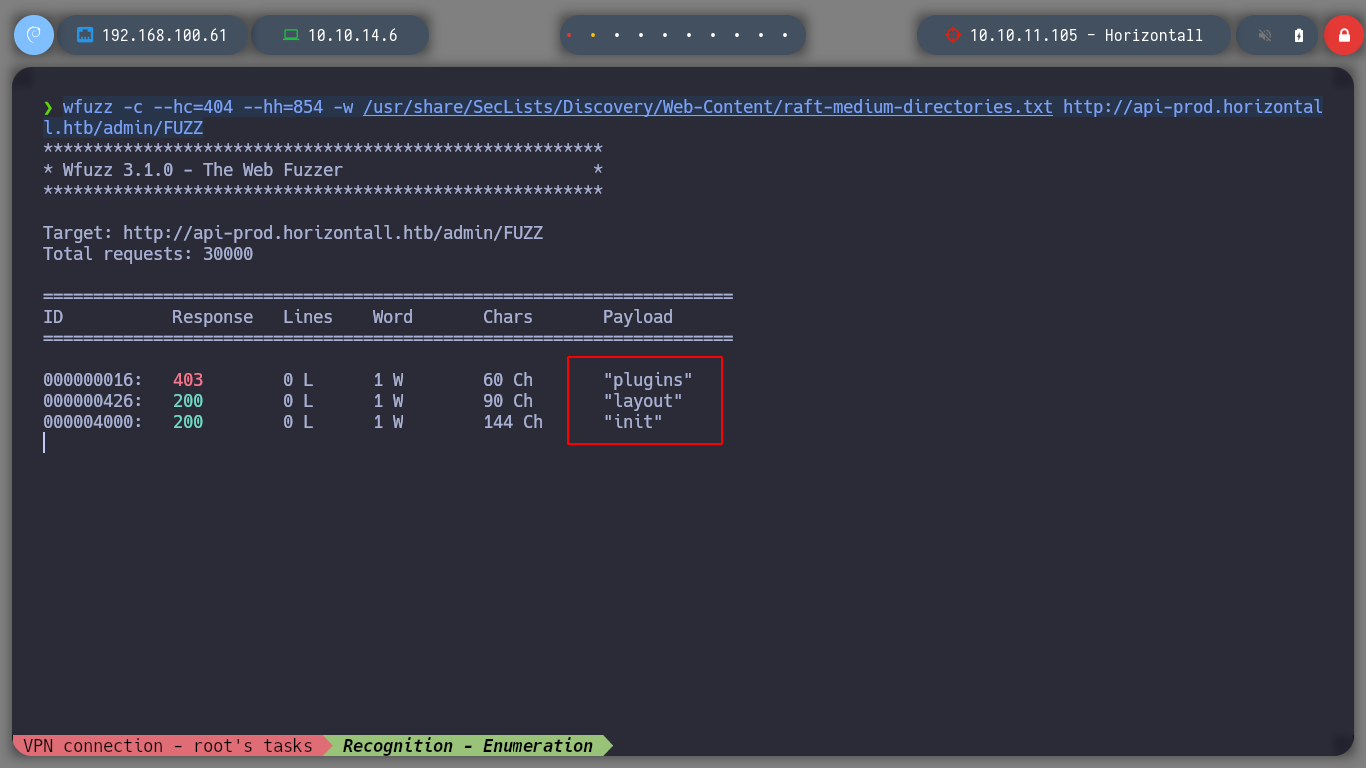 192.168.100.61 10.10.14.6 10.10.11.105 - Horizontall
❯ wfuzz -c --hc=404 --hh=854 -w /usr/share/SecLists/Discovery/Web-Content/raft-medium-directories.txt http://api-prod.horizontal
l.htb/admin/FUZZ
********************************************************
* Wfuzz 3.1.0 - The Web Fuzzer                         *
********************************************************
Target: http://api-prod.horizontall.htb/admin/FUZZ
Total requests: 30000
=====================================================================
ID           Response   Lines    Word       Chars       Payload
=====================================================================
000000016:   403        0 L      1 W        60 Ch       "plugins"
000000426:   200        0 L      1 W        90 Ch       "layout"
000004000:   200        0 L      1 W        144 Ch      "init"
VPN connection - root's tasks Recognition - Enumeration